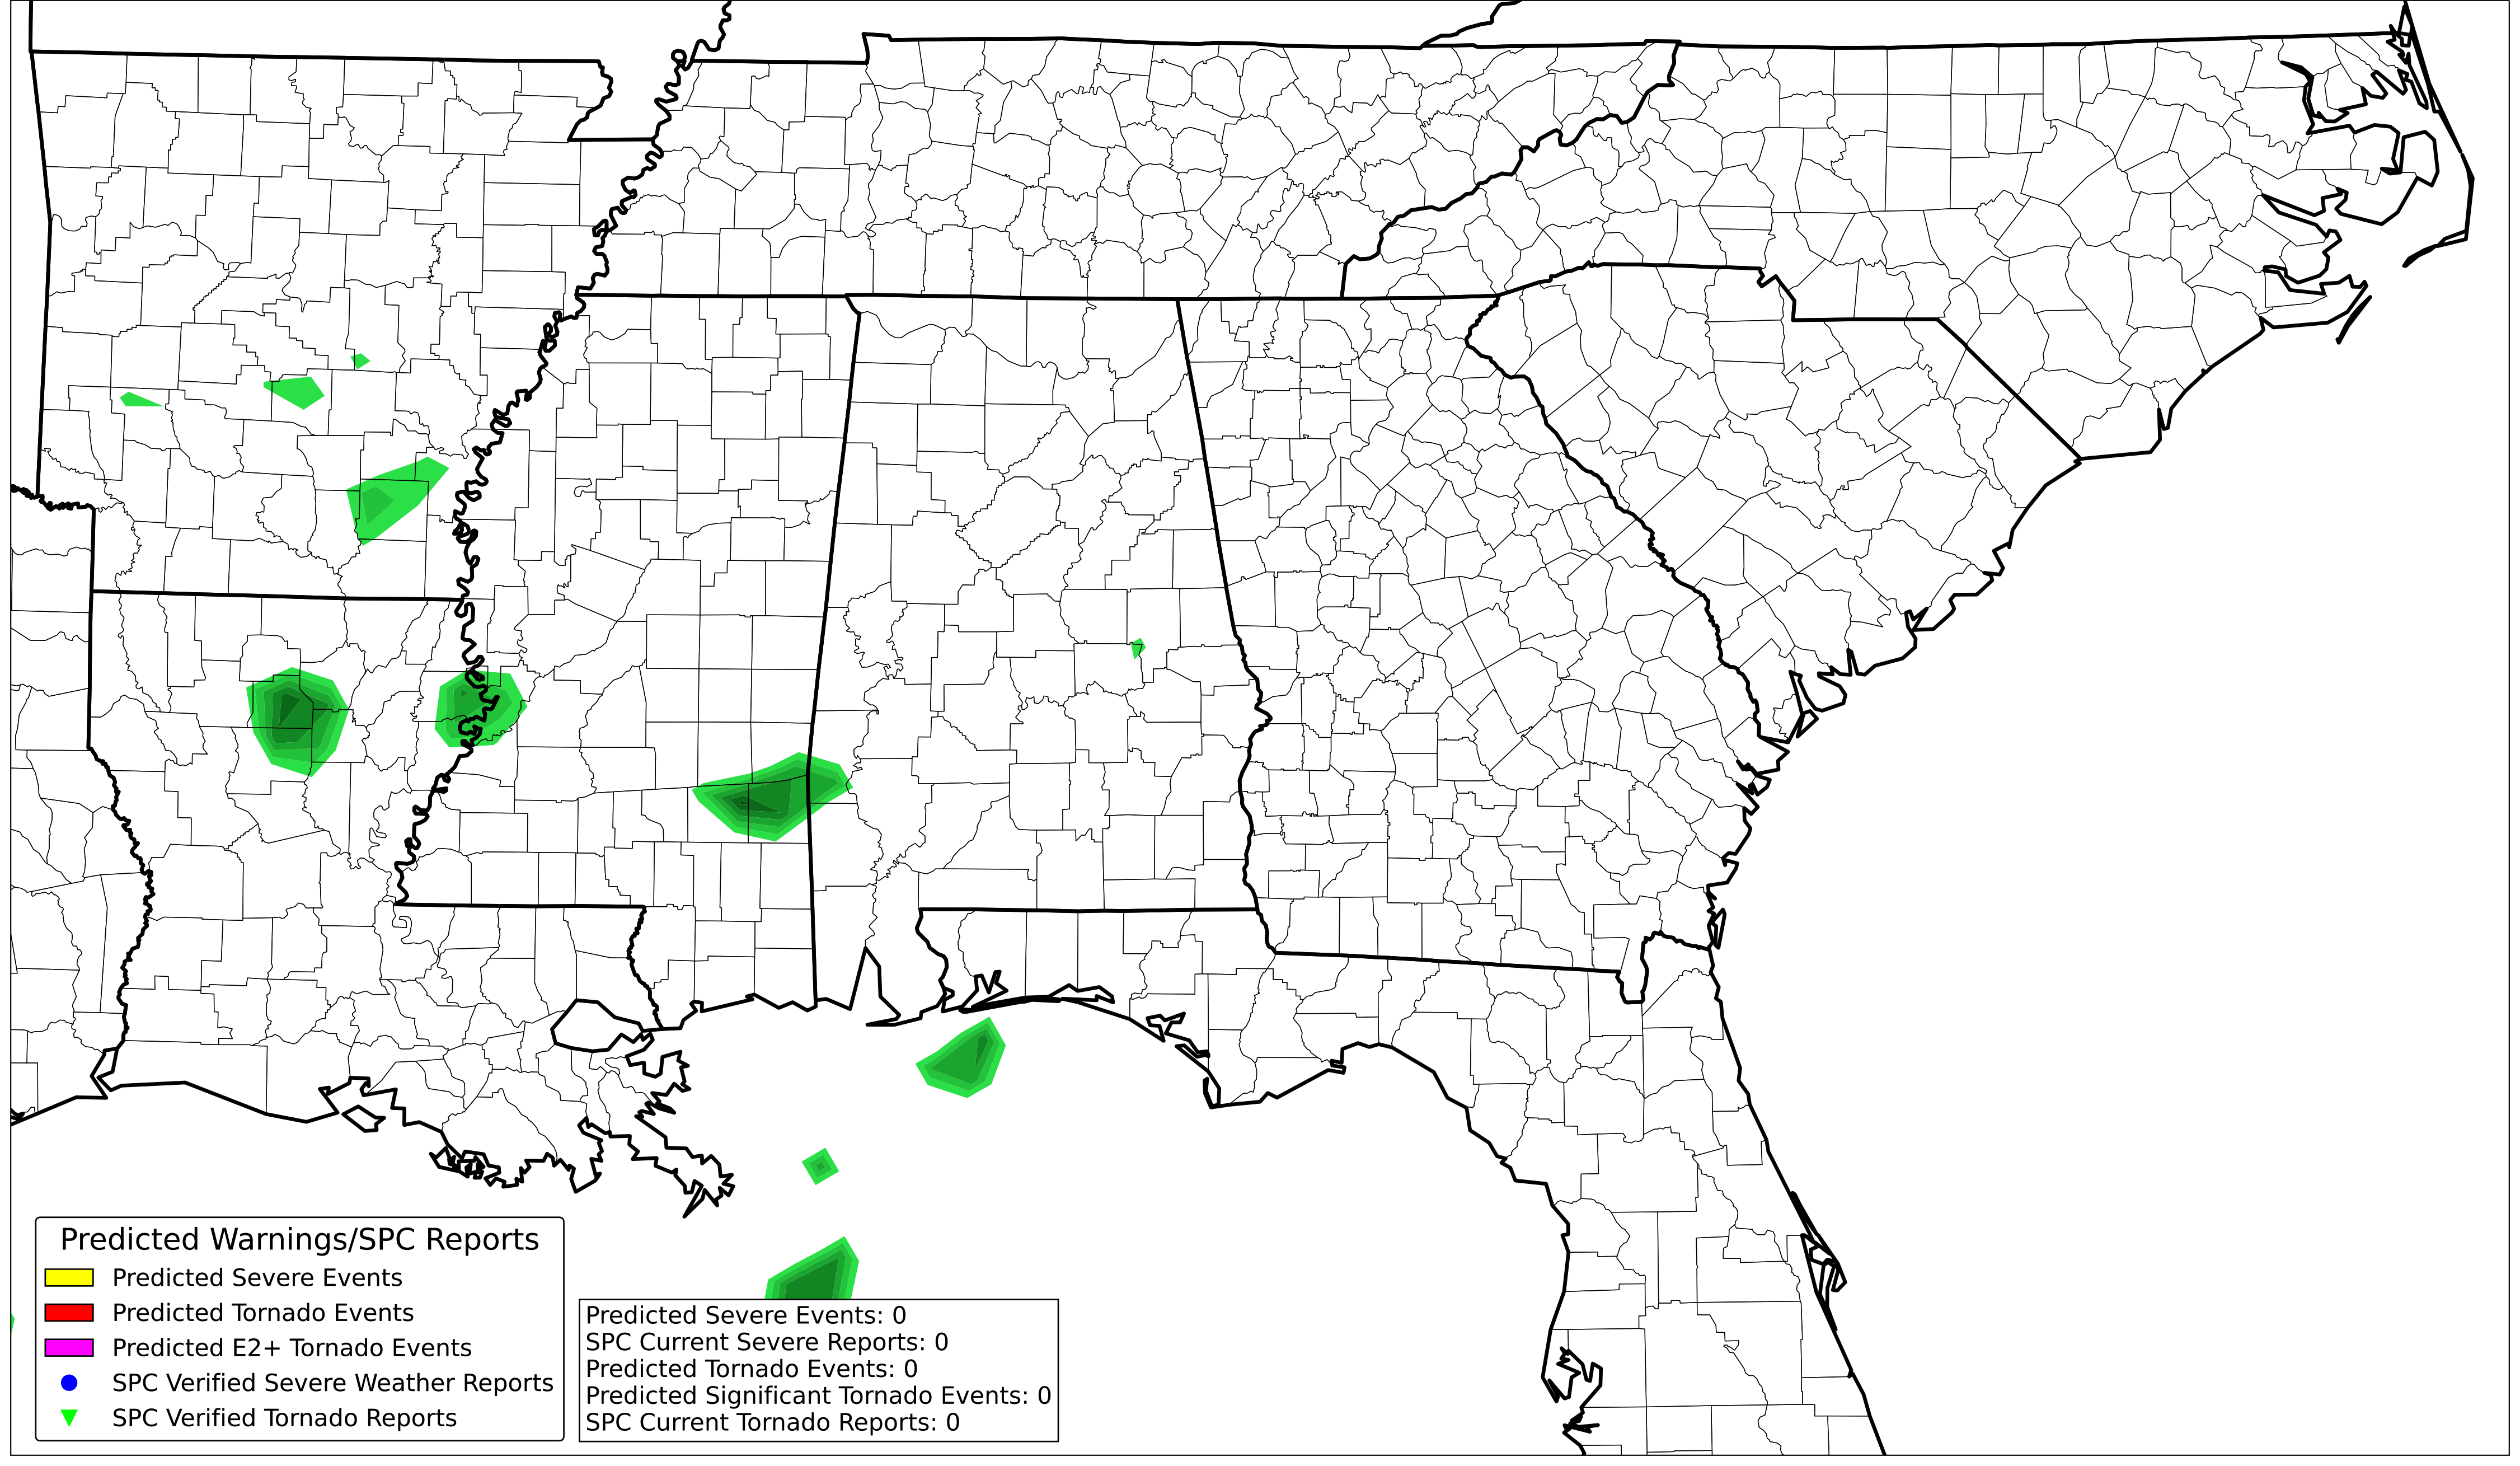 Predicted Warnings/SPC Reports
Predicted Severe Events
Predicted Tornado Events
Predicted E2+ Tornado Events
SPC Verified Severe Weather Reports
SPC Verified Tornado Reports
Predicted Severe Events: 0
SPC Current Severe Reports: 0
Predicted Tornado Events: 0
Predicted Significant Tornado Events: 0
SPC Current Tornado Reports: 0